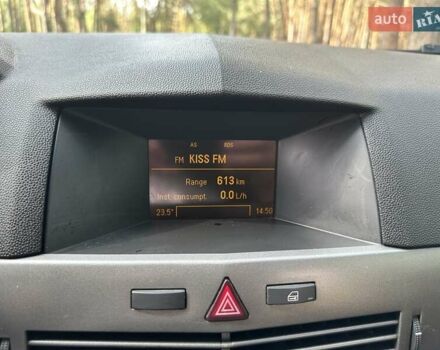 auto RIA
AS RDS
FM KISS FM
Range 613 km
Inst.consumpt. 0.0 L/h
23.5° 14:50